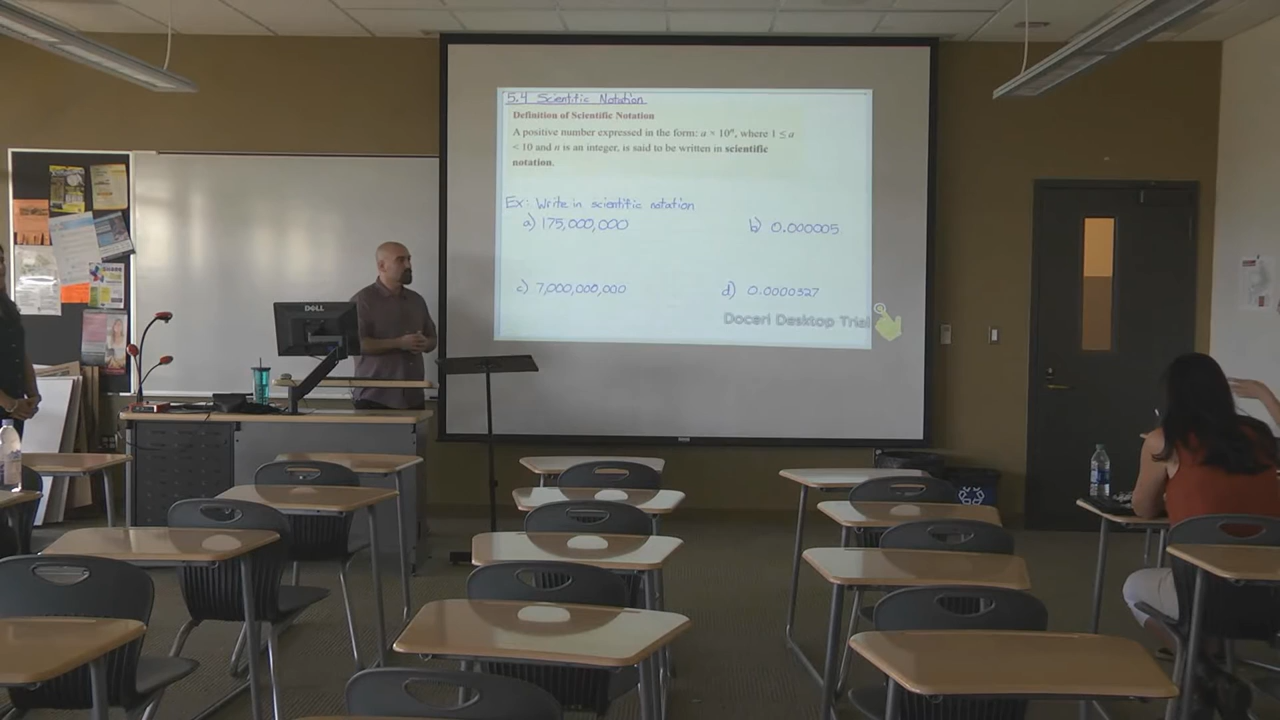 5.4 Scientific Notation
Definition of Scientific Notation
A positive number expressed in the form: a × 10ⁿ, where 1 ≤ a
< 10 and n is an integer, is said to be written in scientific
notation.
Ex: Write in scientific notation
a) 175,000,000
b) 0.000005
c) 7,000,000,000
d) 0.0000327
Doceri Desktop Trial
DELL